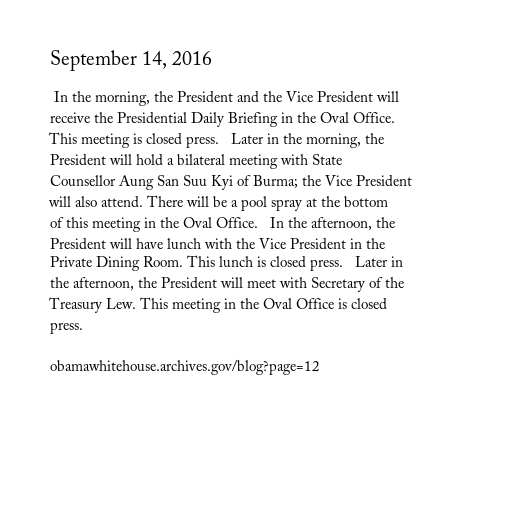 September 14, 2016
In the morning, the President and the Vice President will
receive the Presidential Daily Briefing in the Oval Office.
This meeting is closed press.   Later in the morning, the
President will hold a bilateral meeting with State
Counsellor Aung San Suu Kyi of Burma; the Vice President
will also attend. There will be a pool spray at the bottom
of this meeting in the Oval Office.   In the afternoon, the
President will have lunch with the Vice President in the
Private Dining Room. This lunch is closed press.   Later in
the afternoon, the President will meet with Secretary of the
Treasury Lew. This meeting in the Oval Office is closed
press.
obamawhitehouse.archives.gov/blog?page=12